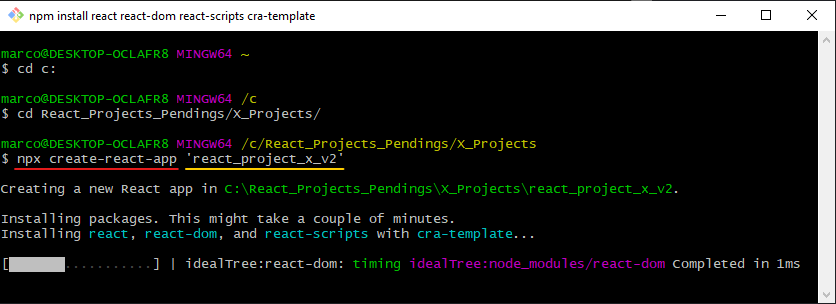 npm install react react-dom react-scripts cra-template
marco@DESKTOP-OCLAFR8 MINGW64 ~
$ cd c:
marco@DESKTOP-OCLAFR8 MINGW64 /c
$ cd React_Projects_Pendings/X_Projects/
marco@DESKTOP-OCLAFR8 MINGW64 /c/React_Projects_Pendings/X_Projects
$ npx create-react-app 'react_project_x_v2'
Creating a new React app in C:\React_Projects_Pendings\X_Projects\react_project_x_v2.
Installing packages. This might take a couple of minutes.
Installing react, react-dom, and react-scripts with cra-template...
[ ...........] | idealTree:react-dom: timing idealTree:node_modules/react-dom Completed in 1ms